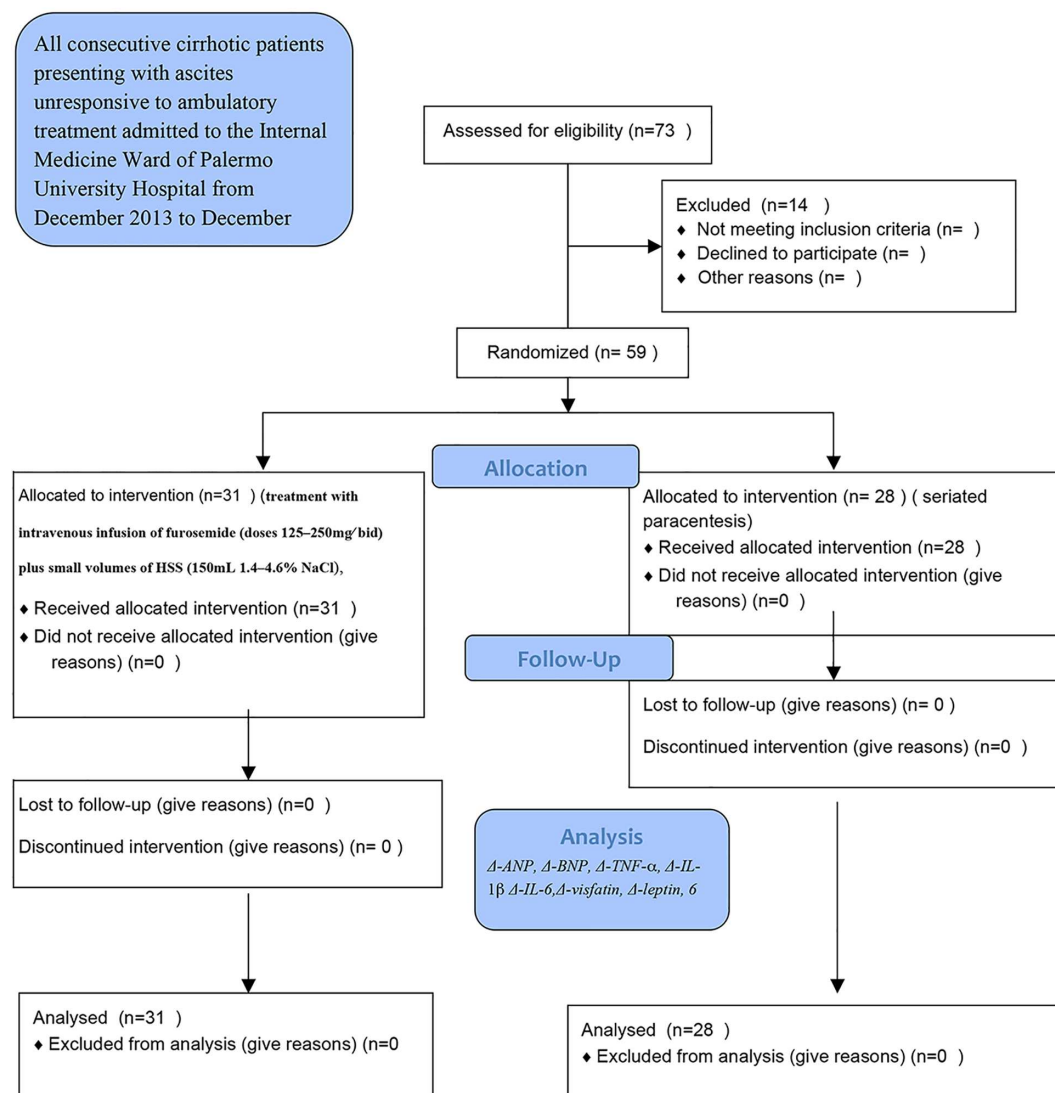 All consecutive cirrhotic patients
presenting with ascites
unresponsive to ambulatory
treatment admitted to the Internal
Medicine Ward of Palermo
University Hospital from
December 2013 to December
Assessed for eligibility (n=73 )
Excluded (n=14 )
♦ Not meeting inclusion criteria (n= )
♦ Declined to participate (n= )
♦ Other reasons (n= )
Randomized (n= 59 )
Allocation
Allocated to intervention (n=31 ) (treatment with
intravenous infusion of furosemide (doses 125–250mg/bid)
plus small volumes of HSS (150mL 1.4–4.6% NaCl),
♦ Received allocated intervention (n=31 )
♦ Did not receive allocated intervention (give
reasons) (n=0 )
Allocated to intervention (n= 28 ) ( seriated
paracentesis)
♦ Received allocated intervention (n=28 )
♦ Did not receive allocated intervention (give
reasons) (n=0 )
Follow-Up
Lost to follow-up (give reasons) (n=0 )
Discontinued intervention (give reasons) (n= 0 )
Lost to follow-up (give reasons) (n= 0 )
Discontinued intervention (give reasons) (n=0 )
Analysis
Δ-ANP, Δ-BNP, Δ-TNF-α, Δ-IL-
1β Δ-IL-6,Δ-visfatin, Δ-leptin, 6
Analysed (n=31 )
♦ Excluded from analysis (give reasons) (n=0
Analysed (n=28 )
♦ Excluded from analysis (give reasons) (n=0 )